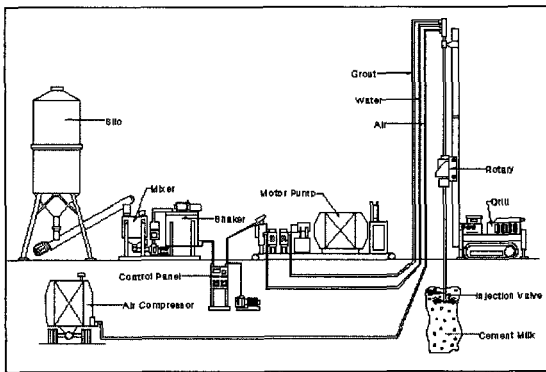 Grout
Water
Air
Silo
Mixer
Shaker
Motor Pump
Rotary
Drill
Control Panel
Air Compressor
Injection Valve
Cement Milk